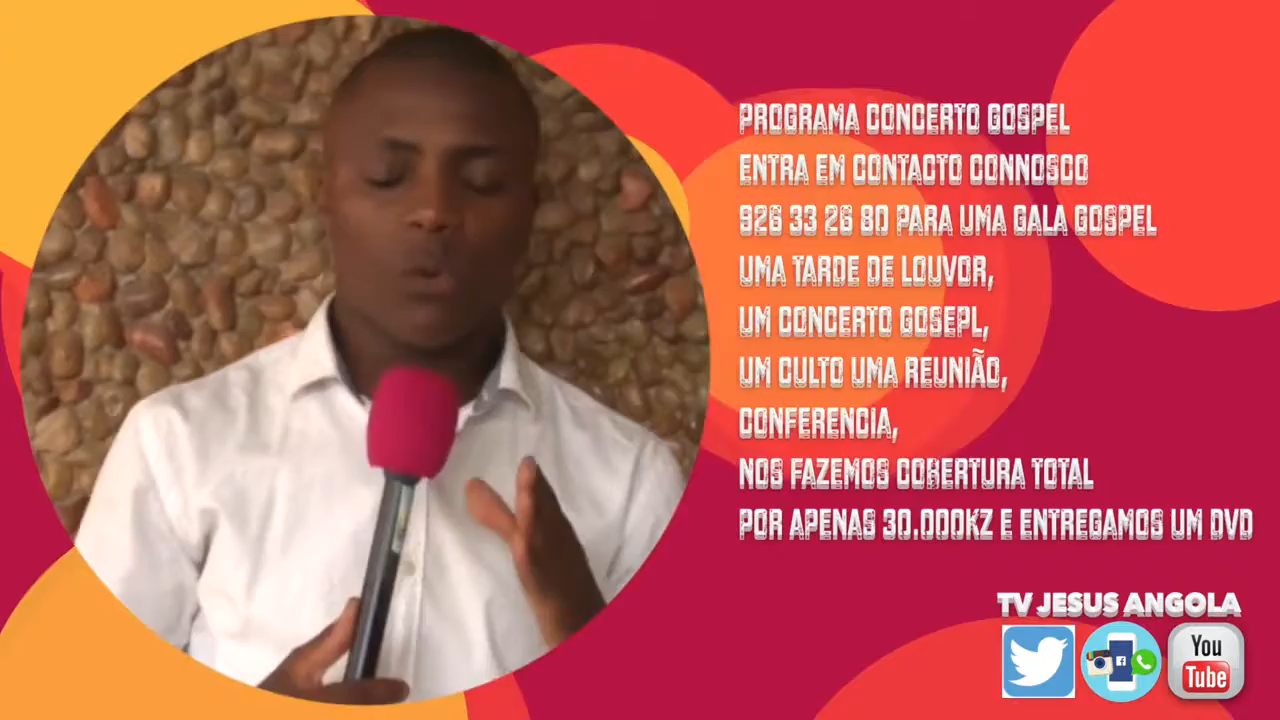 PROGRAMA CONCERTO GOSPEL
ENTRA EM CONTACTO CONNOSCO
926 33 26 80 PARA UMA GALA GOSPEL
UMA TARDE DE LOUVOR,
UM CONCERTO GOSEPL,
UM CULTO UMA REUNIÃO,
CONFERENCIA,
NOS FAZEMOS COBERTURA TOTAL
POR APENAS 30.000KZ E ENTREGAMOS UM DVD
TV JESUS ANGOLA
You
Tube